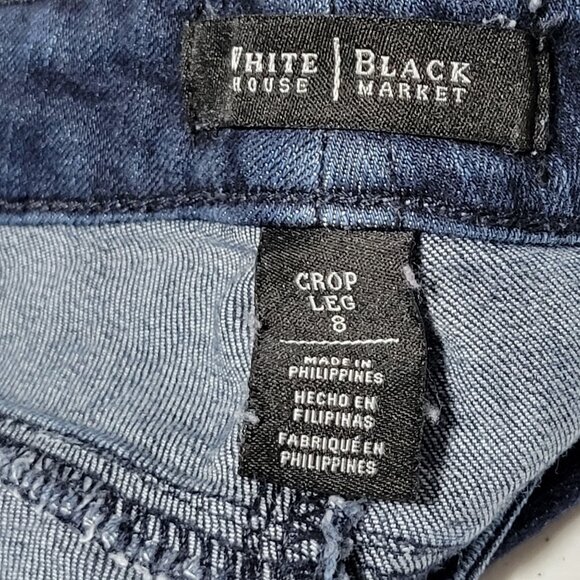 WHITE | BLACK
HOUSE | MARKET
CROP
LEG
8
MADE IN
PHILIPPINES
HECHO EN
FILIPINAS
FABRIQUÉ EN
PHILIPPINES